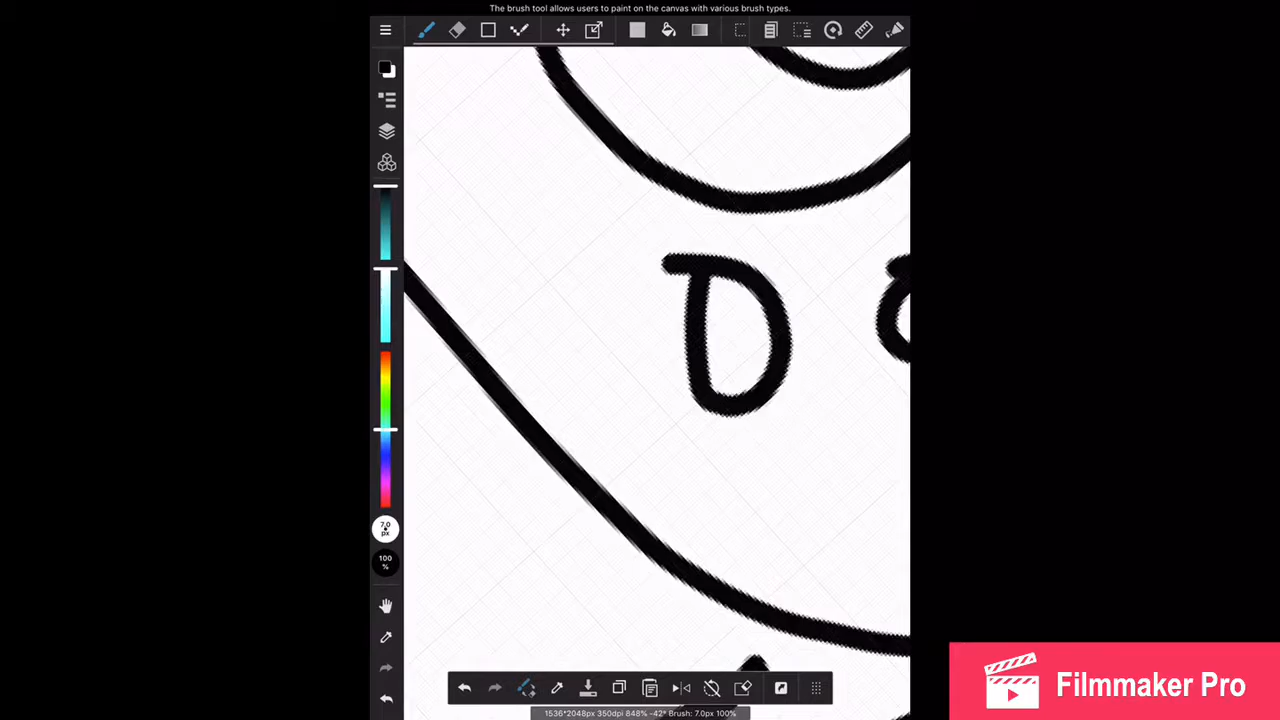 The brush tool allows users to paint on the canvas with various brush types.
D
7.0
px
100
%
Filmmaker Pro
1536*2048px 350dpi 848% -42° Brush: 7.0px 100%